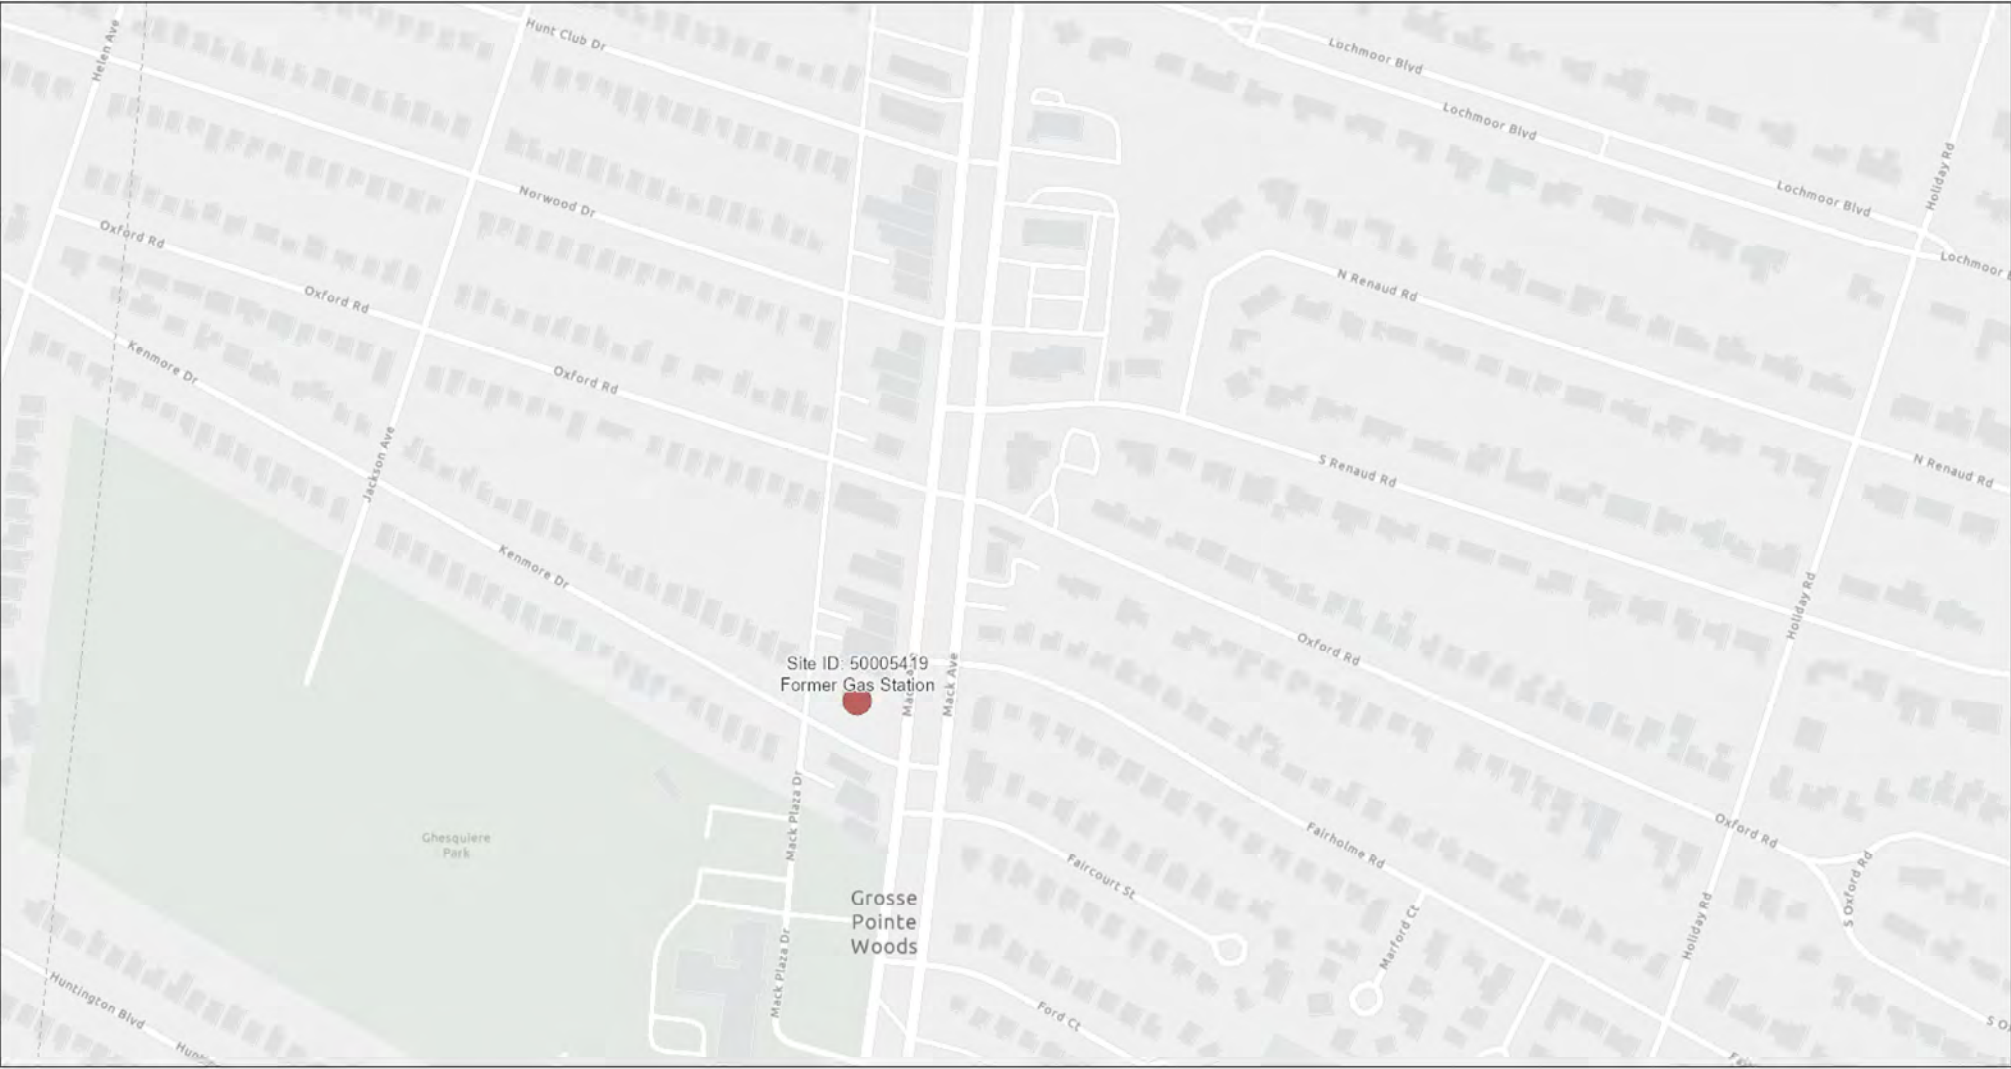 Helen Ave
Hunt Club Dr
Lochmoor Blvd
Lochmoor Blvd
Lochmoor Blvd
Holiday Rd
Lochmoor
Norwood Dr
Oxford Rd
Oxford Rd
N Renaud Rd
Kenmore Dr
Oxford Rd
Jackson Ave
S Renaud Rd
N Renaud Rd
Kenmore Dr
Holiday Rd
Oxford Rd
Site ID: 50005419
Former Gas Station
Mack Ave
Mack Plaza Dr
Ghesquiere
Park
Fairholme Rd
Oxford Rd
Faircourt St
S Oxford Rd
Grosse
Pointe
Woods
Marford Ct
Holiday Rd
Mack Plaza Dr
Huntington Blvd
Ford Ct